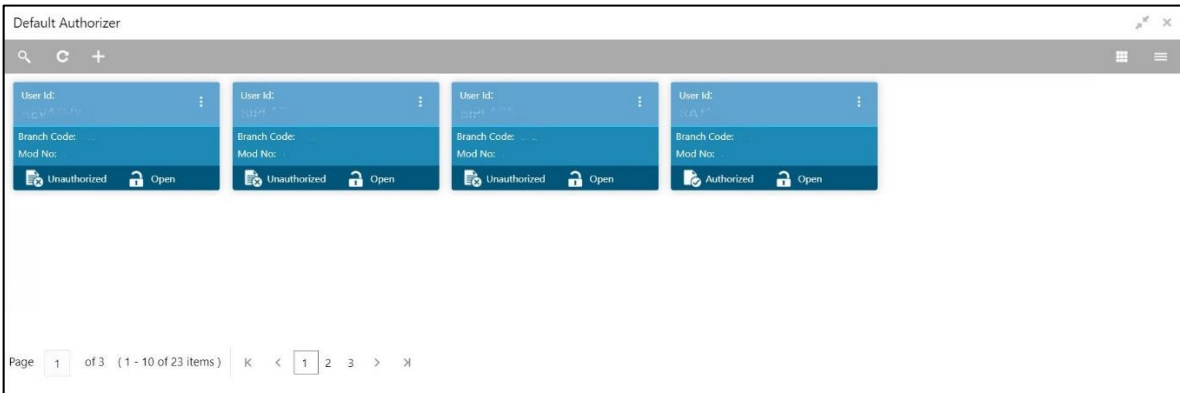 Default Authorizer
User Id: User Id: User Id: User Id:
Branch Code: Branch Code: Branch Code: Branch Code:
Mod No: Mod No: Mod No: Mod No:
Unauthorized Open Unauthorized Open Unauthorized Open Authorized Open
Page 1 of 3 (1 - 10 of 23 items) K < 1 2 3 > >|